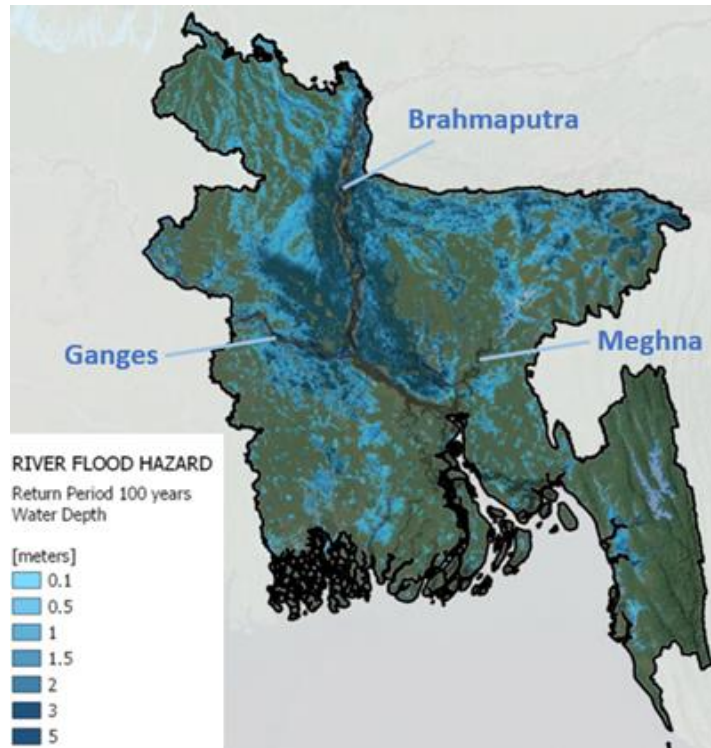 Brahmaputra
Ganges
Meghna
RIVER FLOOD HAZARD
Return Period 100 years
Water Depth
[meters]
0.1
0.5
1
1.5
2
3
5